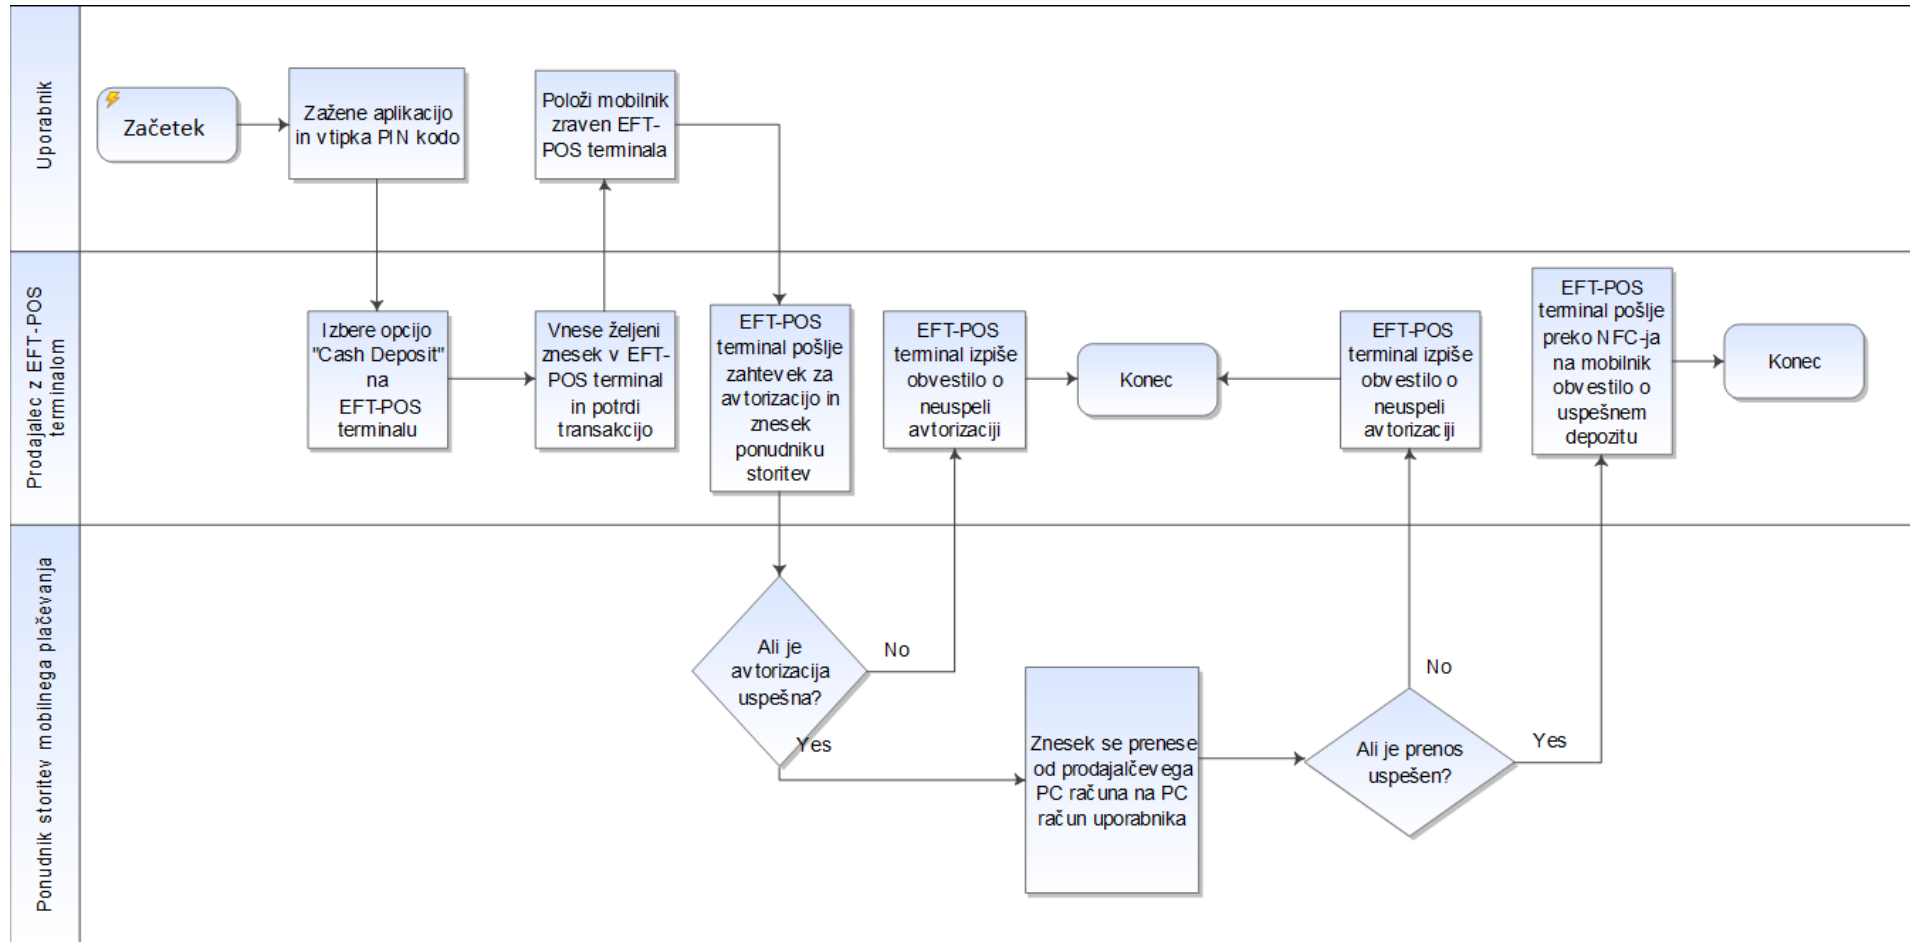 Uporabnik
Začetek
Zažene aplikacijo
in vtipka PIN kodo
Položi mobilnik
zraven EFT-
POS terminala
Prodajalec z EFT-POS
terminalom
Izbere opcijo
"Cash Deposit"
na
EFT-POS
terminalu
Vnese željeni
znesek v EFT-
POS terminal
in potrdi
transakcijo
EFT-POS
terminal pošlje
zahtevek za
avtorizacijo in
znesek
ponudniku
storitev
EFT-POS
terminal izpiše
obvestilo o
neuspeli
avtorizaciji
Konec
EFT-POS
terminal izpiše
obvestilo o
neuspeli
avtorizaciji
EFT-POS
terminal pošlje
preko NFC-ja
na mobilnik
obvestilo o
uspešnem
depozitu
Konec
Ponudnik storitev mobilnega plačevanja
Ali je
avtorizacija
uspešna?
No
Yes
Znesek se prenese
od prodajalčevega
PC računa na PC
račun uporabnika
Ali je prenos
uspešen?
No
Yes